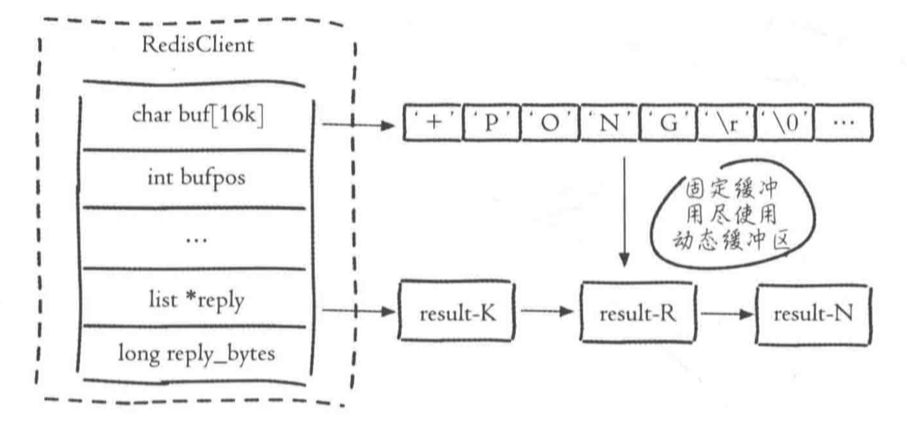 RedisClient
char buf[16k]
int bufpos
...
list *reply
long reply_bytes
'+' 'P' 'O' 'N' 'G' '\r' '\0' ...
固定缓冲
用尽使用
动态缓冲区
result-K
result-R
result-N